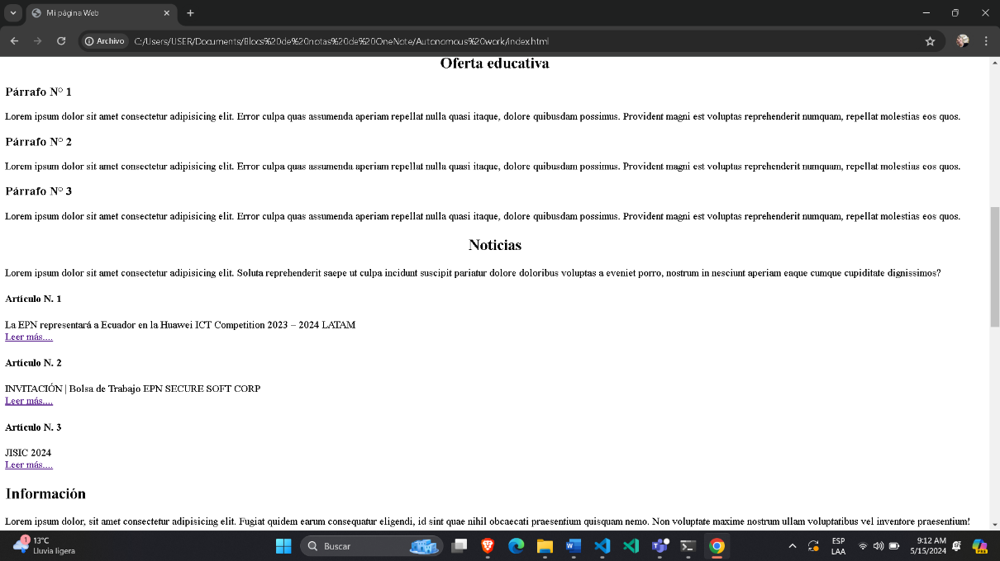 Mi página Web
Archivo C:/Users/USER/Documents/Blocs%20de%20notas%20de%20OneNote/Autonomous%20work/index.html
Oferta educativa
Párrafo N° 1
Lorem ipsum dolor sit amet consectetur adipisicing elit. Error culpa quas assumenda aperiam repellat nulla quasi itaque, dolore quibusdam possimus. Provident magni est voluptas reprehenderit numquam, repellat molestias eos quos.
Párrafo N° 2
Lorem ipsum dolor sit amet consectetur adipisicing elit. Error culpa quas assumenda aperiam repellat nulla quasi itaque, dolore quibusdam possimus. Provident magni est voluptas reprehenderit numquam, repellat molestias eos quos.
Párrafo N° 3
Lorem ipsum dolor sit amet consectetur adipisicing elit. Error culpa quas assumenda aperiam repellat nulla quasi itaque, dolore quibusdam possimus. Provident magni est voluptas reprehenderit numquam, repellat molestias eos quos.
Noticias
Lorem ipsum dolor sit amet consectetur adipisicing elit. Soluta reprehenderit saepe ut culpa incidunt suscipit pariatur dolore doloribus voluptas a eveniet porro, nostrum in nesciunt aperiam eaque cumque cupiditate dignissimos?
Artículo N. 1
La EPN representará a Ecuador en la Huawei ICT Competition 2023 – 2024 LATAM
Leer más....
Artículo N. 2
INVITACIÓN | Bolsa de Trabajo EPN SECURE SOFT CORP
Leer más....
Artículo N. 3
JISIC 2024
Leer más....
Información
Lorem ipsum dolor, sit amet consectetur adipisicing elit. Fugiat quidem earum consequatur eligendi, id sint quae nihil obcaecati praesentium quisquam nemo. Non voluptate maxime nostrum ullam voluptatibus vel inventore praesentium!
1
13°C
Lluvia ligera
Buscar
ESP
LAA
9:12 AM
5/15/2024